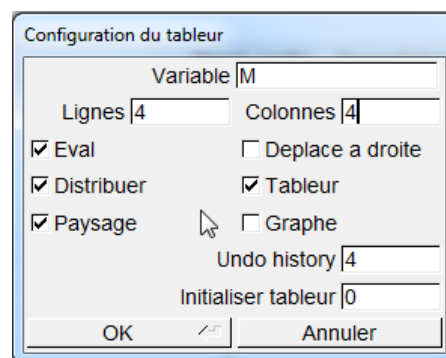 Configuration du tableur
Variable M
Lignes 4 Colonnes 4
Eval Deplace a droite
Distribuer Tableur
Paysage Graphe
Undo history 4
Initialiser tableur 0
OK Annuler